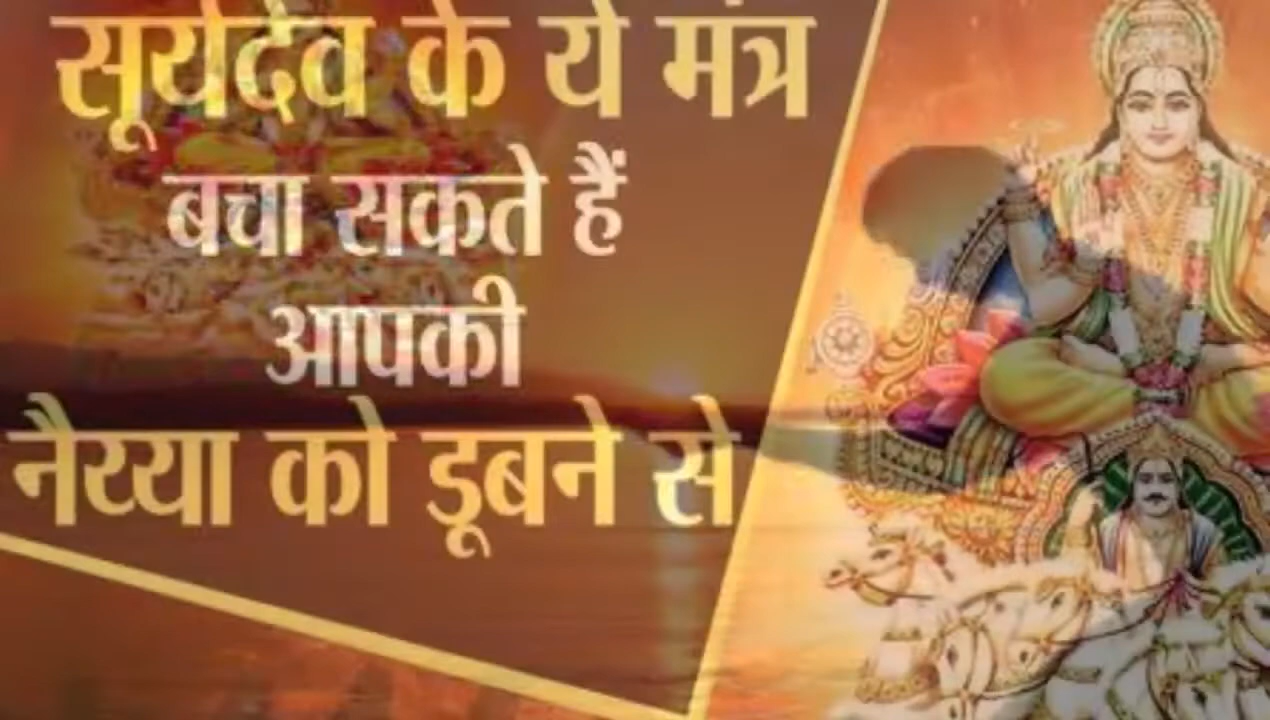 सूर्यदेव के ये मंत्र
बचा सकते हैं
आपकी
नैय्या को डूबने से